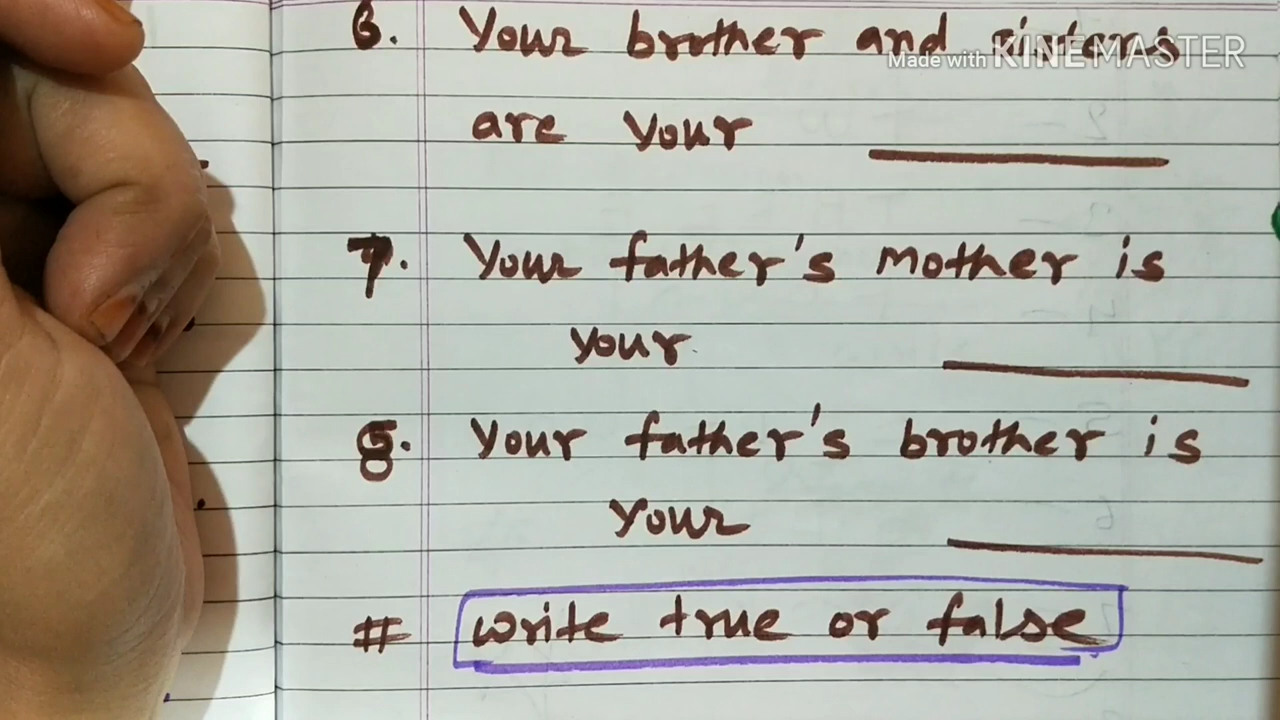 6. Your brother and sisters
Made with KINEMASTER
are your
7. Your father's mother is
your
8. Your father's brother is
your
# write true or false